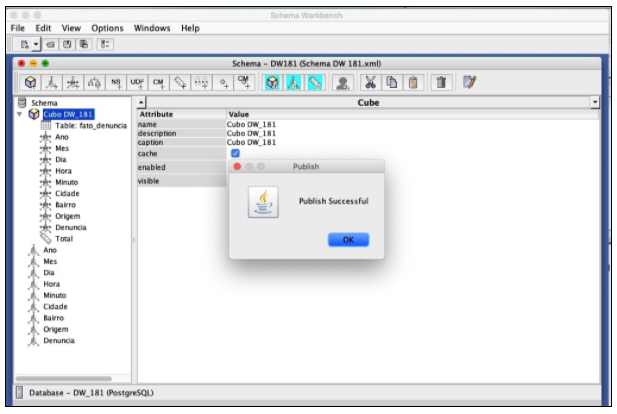 Schema Workbench
File Edit View Options Windows Help
Schema - DW181 (Schema DW 181.xml)
NS UDF CM CM
Schema
Cubo DW_181
Table: fato_denuncia
Ano
Mes
Dia
Hora
Minuto
Cidade
Bairro
Origem
Denuncia
Total
Ano
Mes
Dia
Hora
Minuto
Cidade
Bairro
Origem
Denuncia
Cube
Attribute Value
name Cubo DW_181
description Cubo DW_181
caption Cubo DW_181
cache
enabled
visible
Publish
Publish Successful
OK
Database - DW_181 (PostgreSQL)